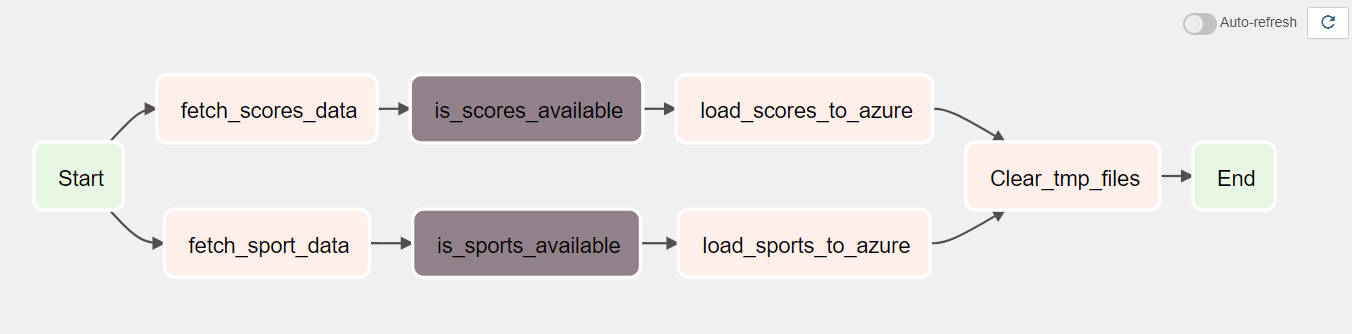 Auto-refresh
fetch_scores_data
is_scores_available
load_scores_to_azure
Start
Clear_tmp_files
End
fetch_sport_data
is_sports_available
load_sports_to_azure